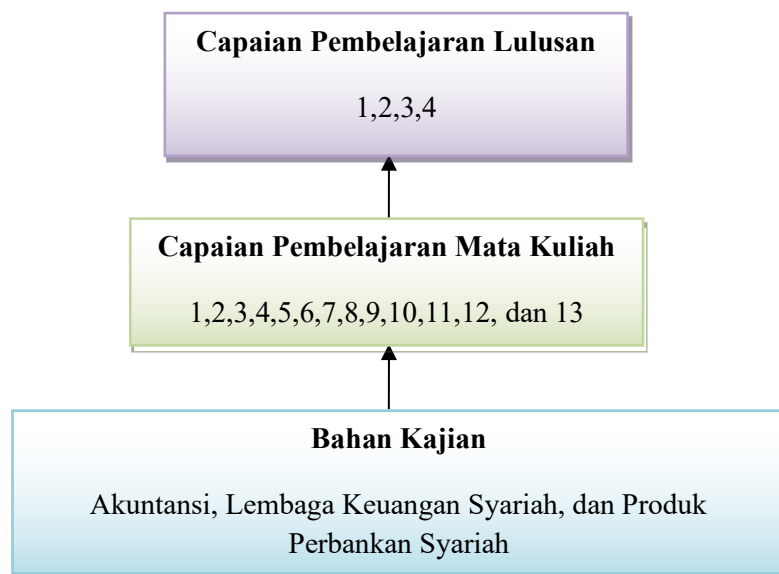 Capaian Pembelajaran Lulusan
1,2,3,4
Capaian Pembelajaran Mata Kuliah
1,2,3,4,5,6,7,8,9,10,11,12, dan 13
Bahan Kajian
Akuntansi, Lembaga Keuangan Syariah, dan Produk
Perbankan Syariah